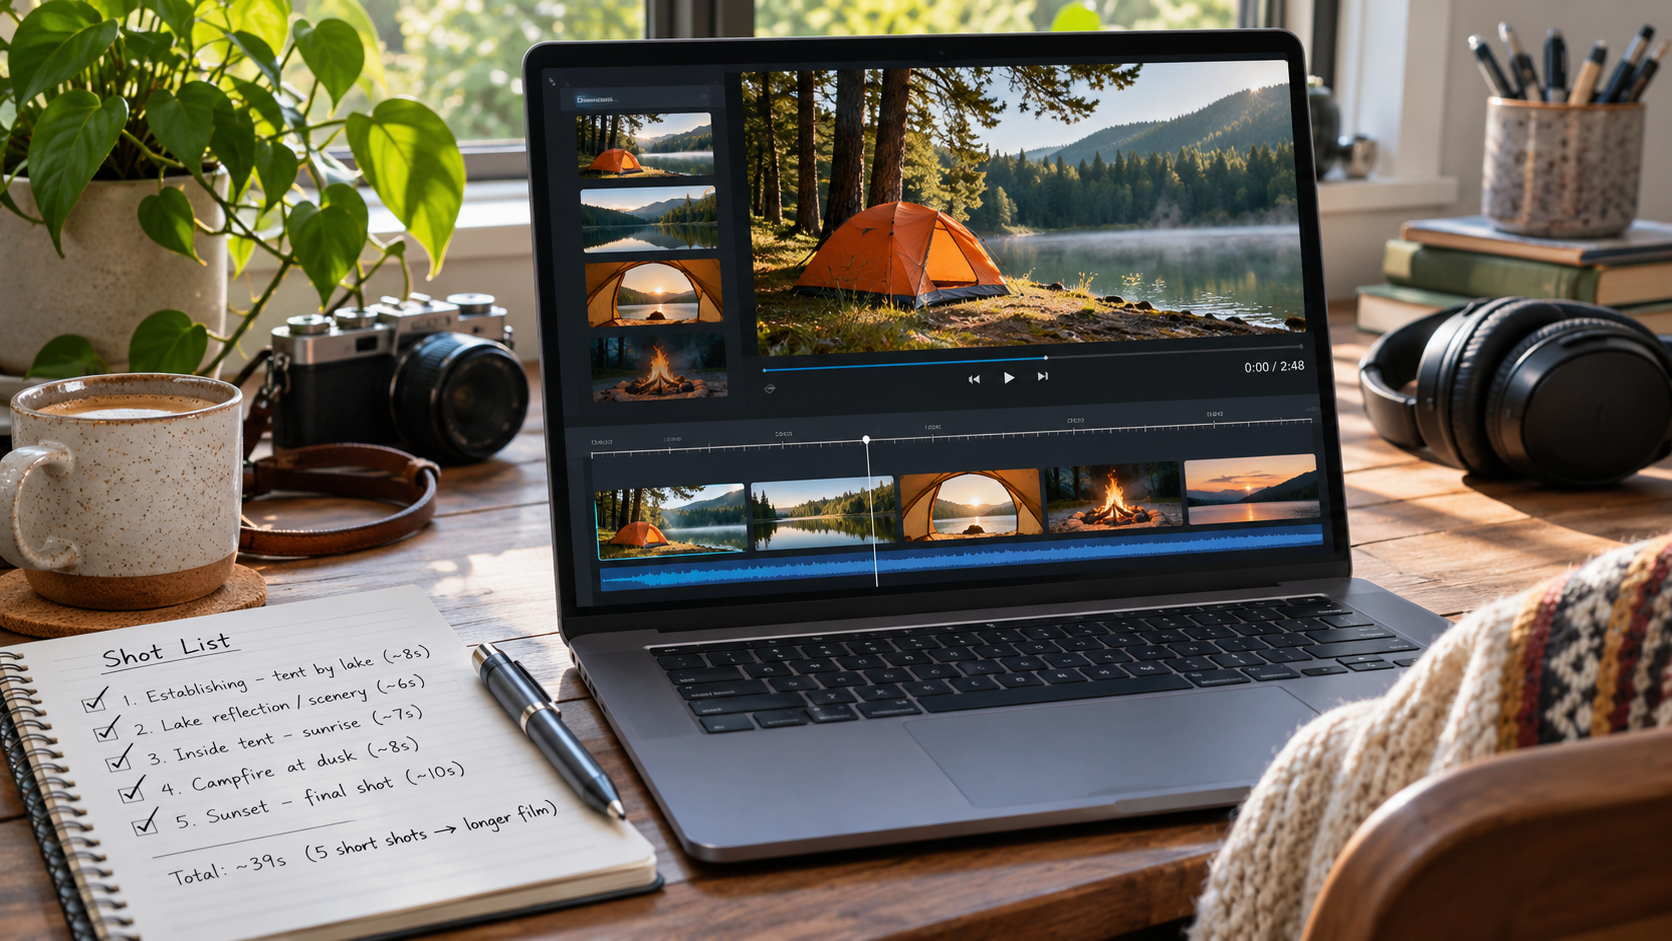 Shot List
1. Establishing – tent by lake (~8s)
2. Lake reflection / scenery (~6s)
3. Inside tent – sunrise (~7s)
4. Campfire at dusk (~8s)
5. Sunset – final shot (~10s)
Total: ~39s (5 short shots → longer film)
0:00 / 2:48